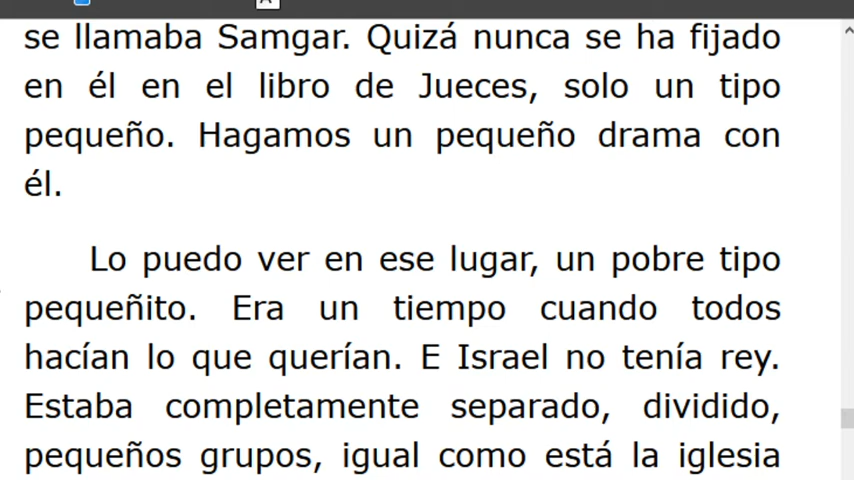 se llamaba Samgar. Quizá nunca se ha fijado
en él en el libro de Jueces, solo un tipo
pequeño. Hagamos un pequeño drama con
él.
Lo puedo ver en ese lugar, un pobre tipo
pequeñito. Era un tiempo cuando todos
hacían lo que querían. E Israel no tenía rey.
Estaba completamente separado, dividido,
pequeños grupos, igual como está la iglesia